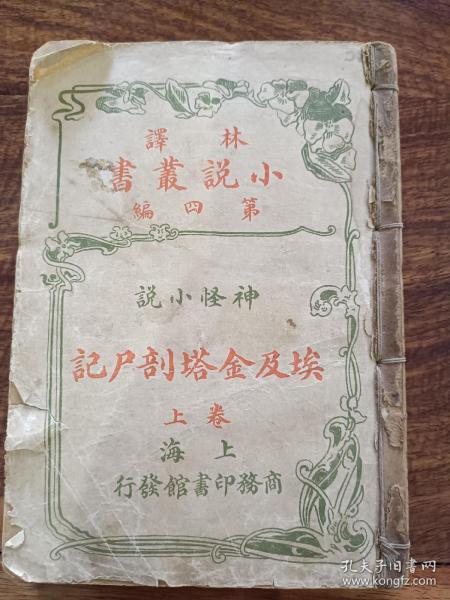 林譯
小說叢書
第四編
神怪小說
埃及金塔剖尸記
卷上
上海
商務印書館發行
孔夫子旧书网
www.kongfz.com